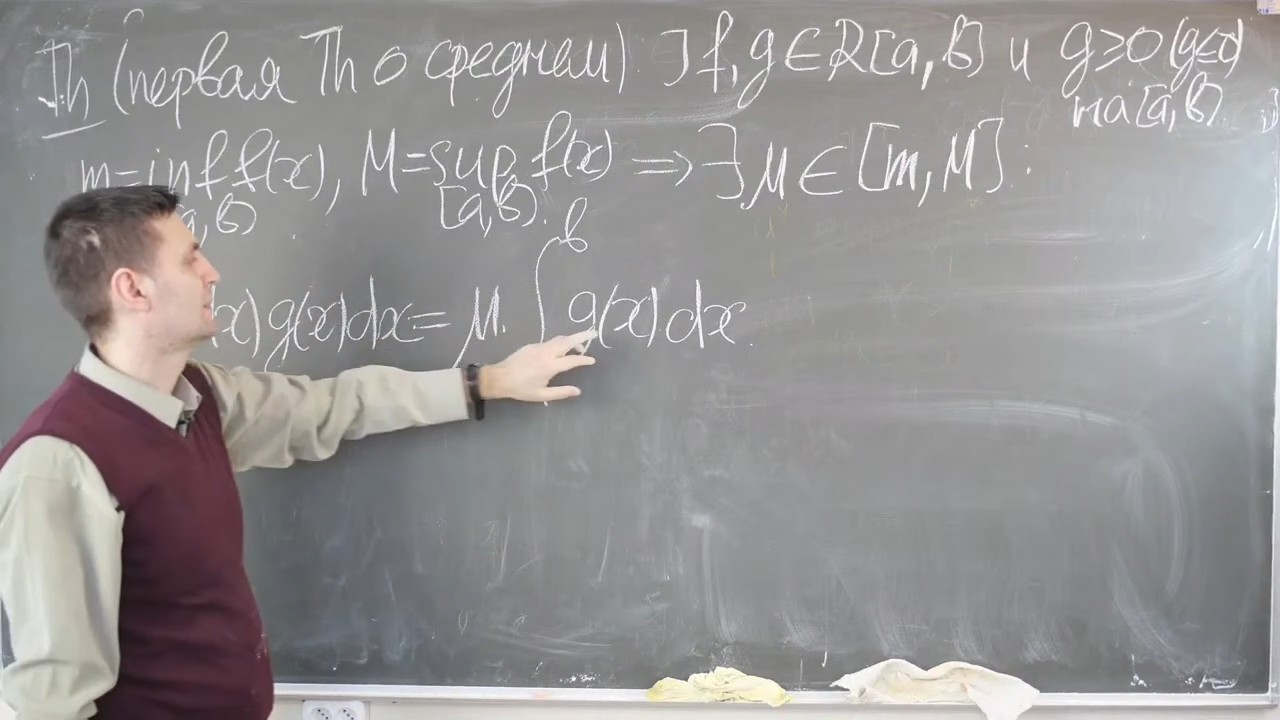 Th (первая Th о среднем) ] f, g ∈ R[a, b] и g≥0 (g≤0)
на [a, b]
m=inf f(x), M=sup f(x) ⇒ ∃ μ ∈ [m, M]:
a, b] [a, b]
(x) g(x)dx = μ · ∫ᵇ g(x) dx.